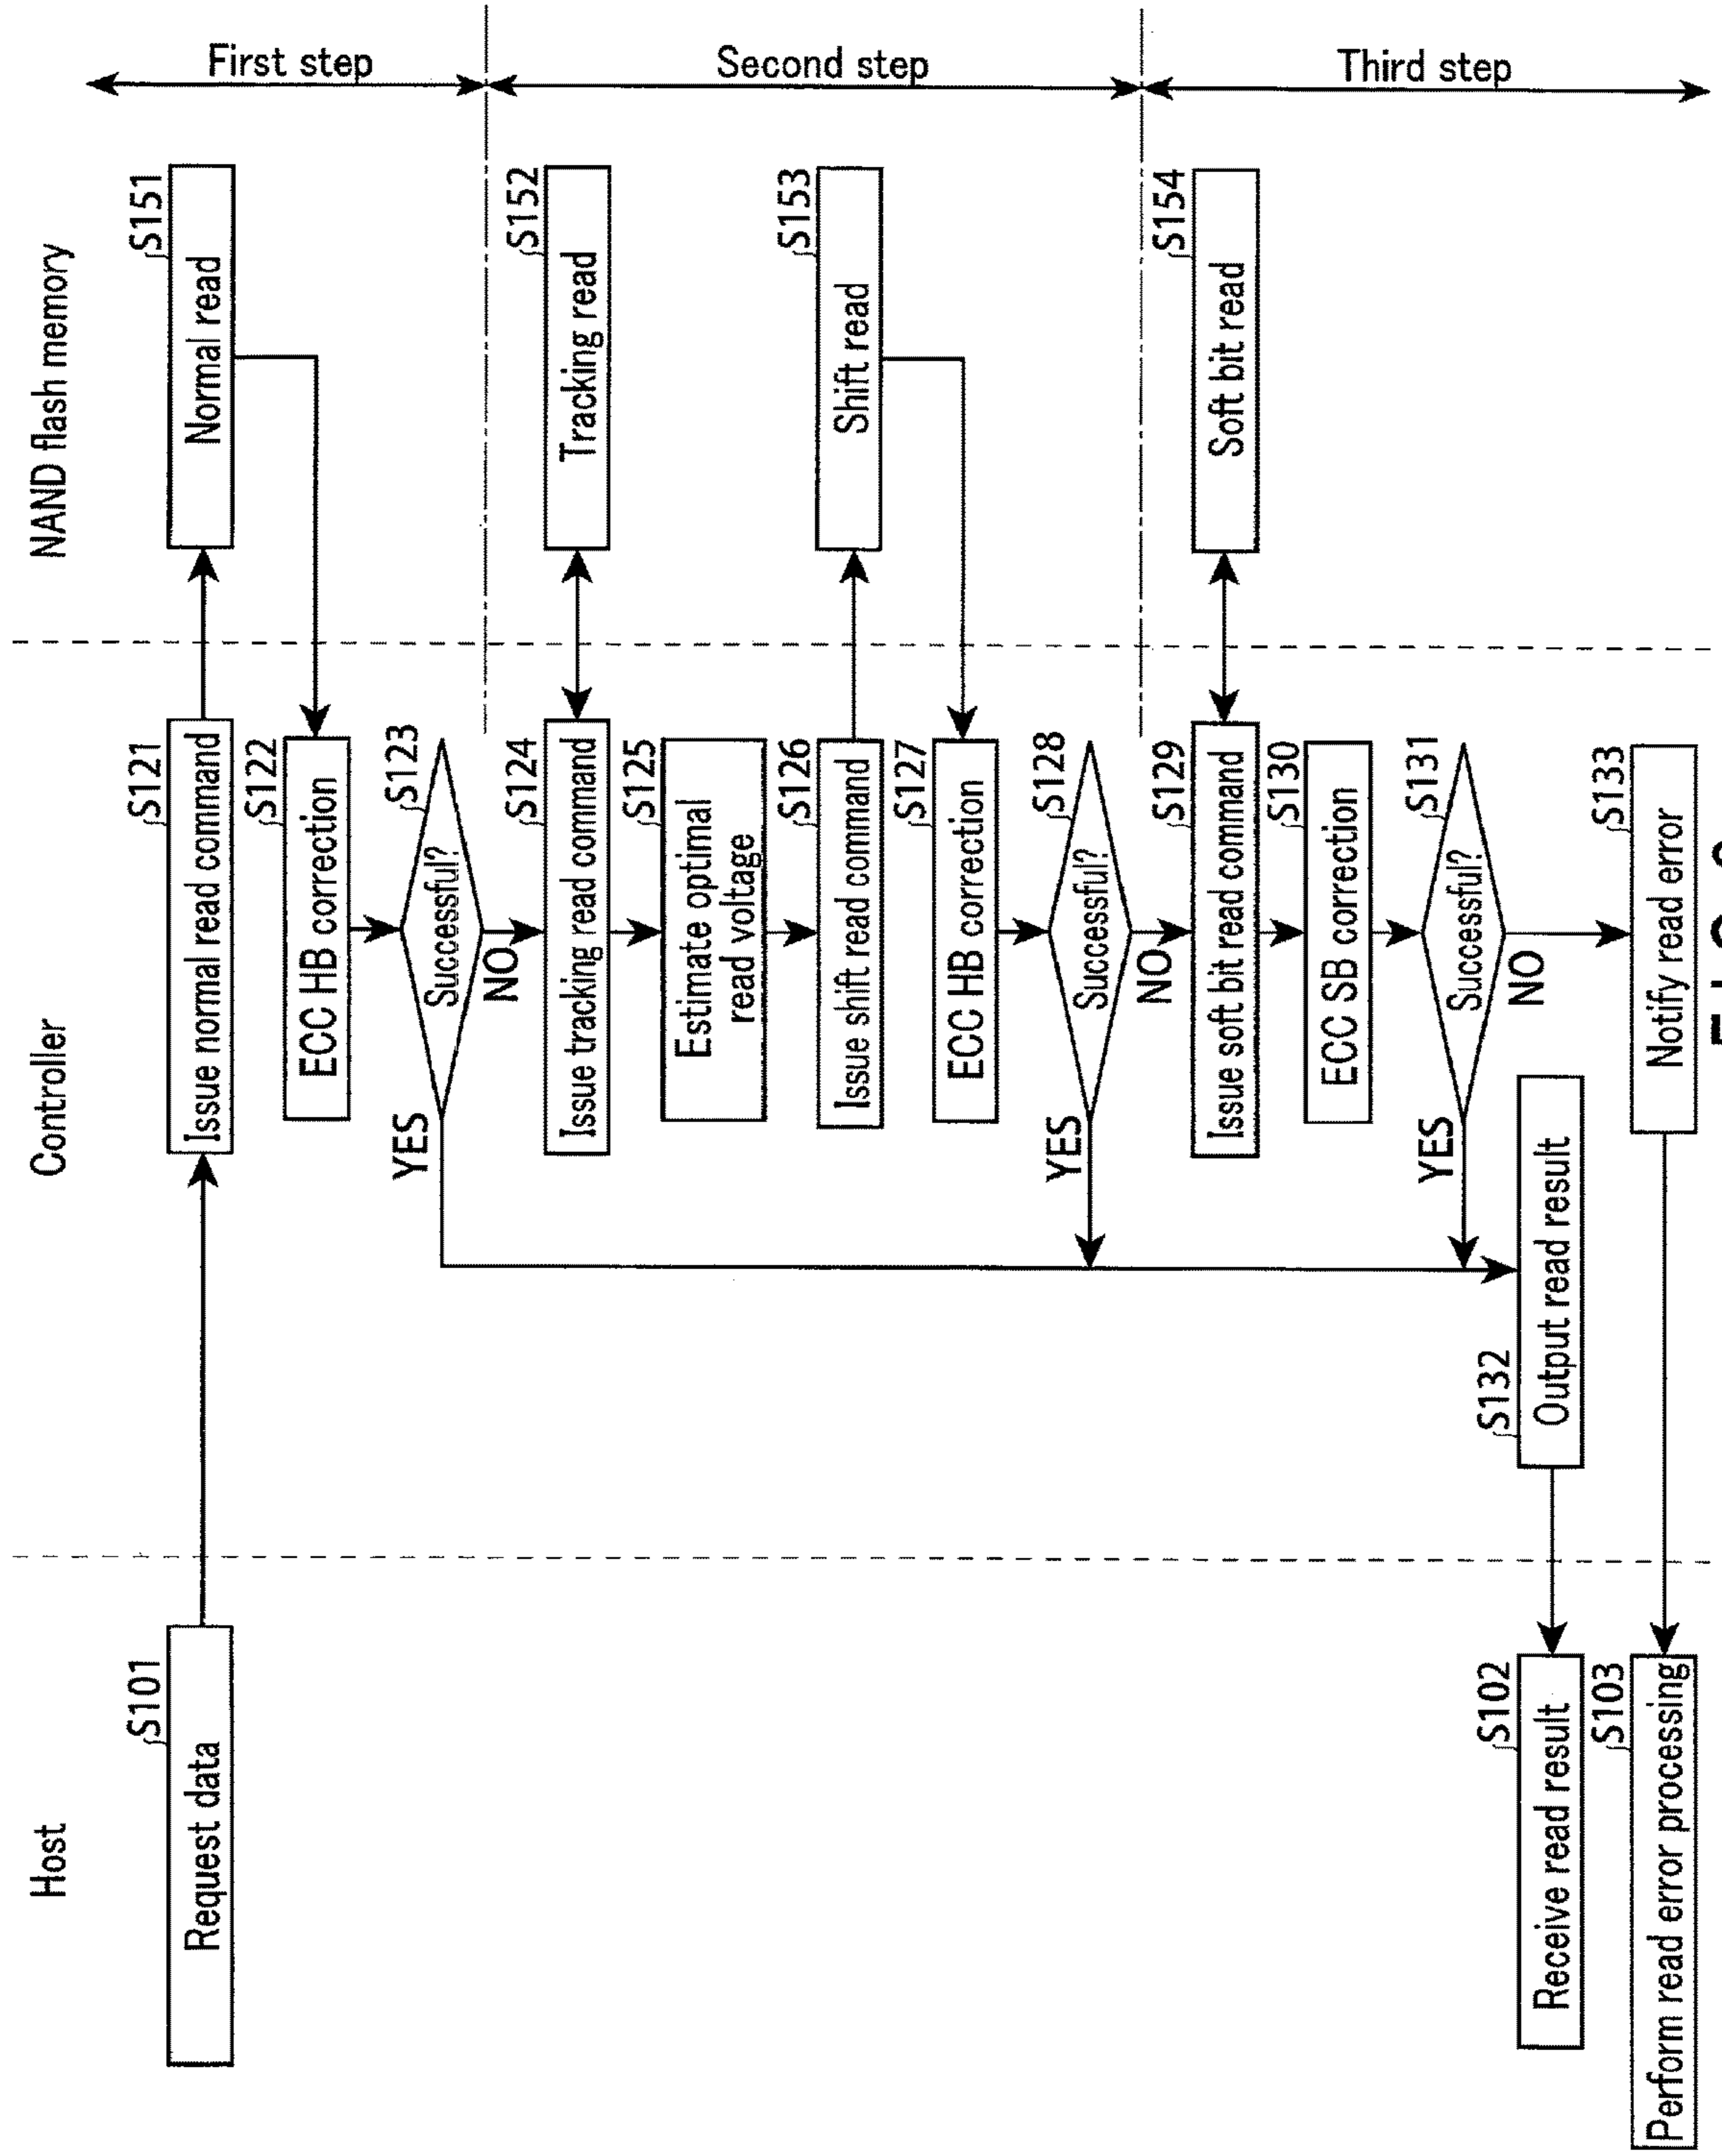 Host
Controller
NAND flash memory
First step
S101
Request data
S121
Issue normal read command
S151
Normal read
S122
ECC HB correction
S123
Successful?
YES
NO
Second step
S124
Issue tracking read command
S152
Tracking read
S125
Estimate optimal
read voltage
S126
Issue shift read command
S153
Shift read
S127
ECC HB correction
S128
Successful?
YES
NO
Third step
S129
Issue soft bit read command
S154
Soft bit read
S130
ECC SB correction
S131
Successful?
YES
NO
S102
Receive read result
S132
Output read result
S103
Perform read error processing
S133
Notify read error